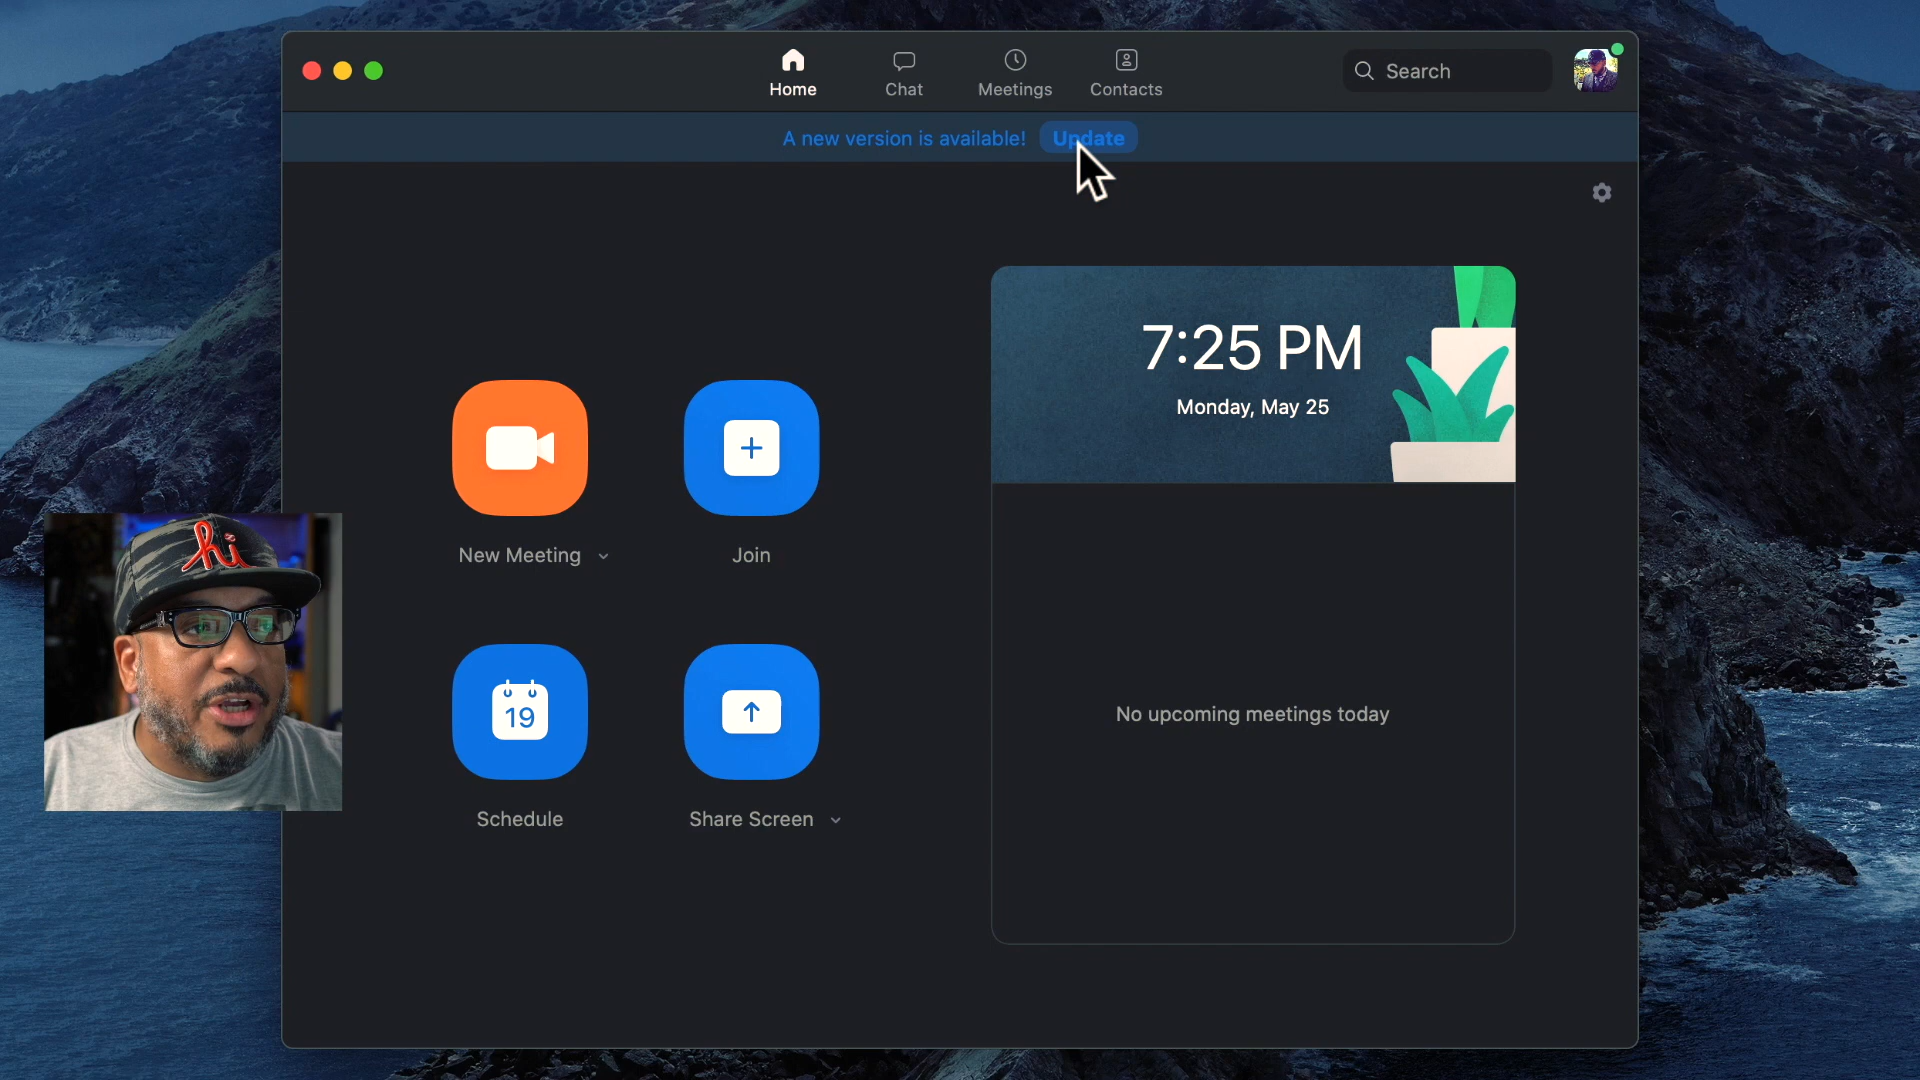 Home
Chat
Meetings
Contacts
Search
A new version is available! Update
7:25 PM
Monday, May 25
New Meeting
Join
hi
19
No upcoming meetings today
Schedule
Share Screen